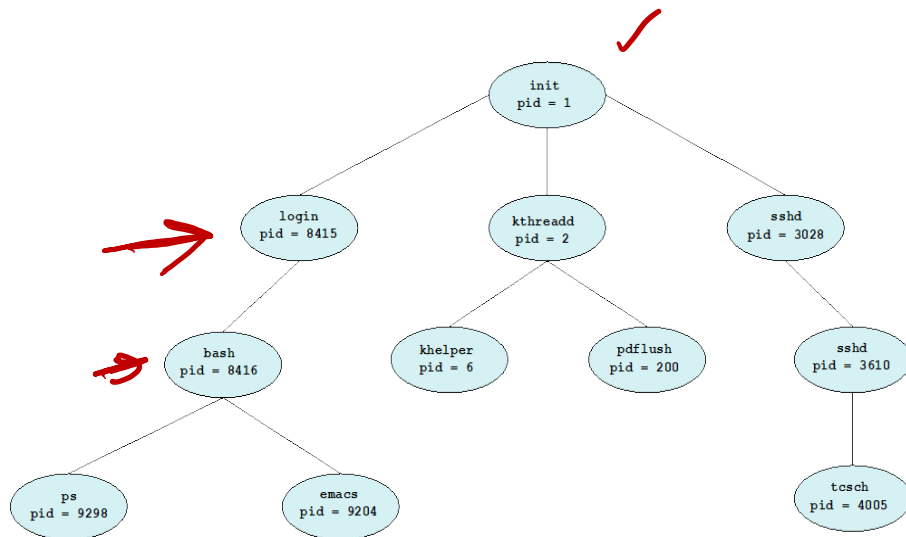 init
pid = 1
login
pid = 8415
kthreadd
pid = 2
sshd
pid = 3028
bash
pid = 8416
khelper
pid = 6
pdflush
pid = 200
sshd
pid = 3610
ps
pid = 9298
emacs
pid = 9204
tcsch
pid = 4005